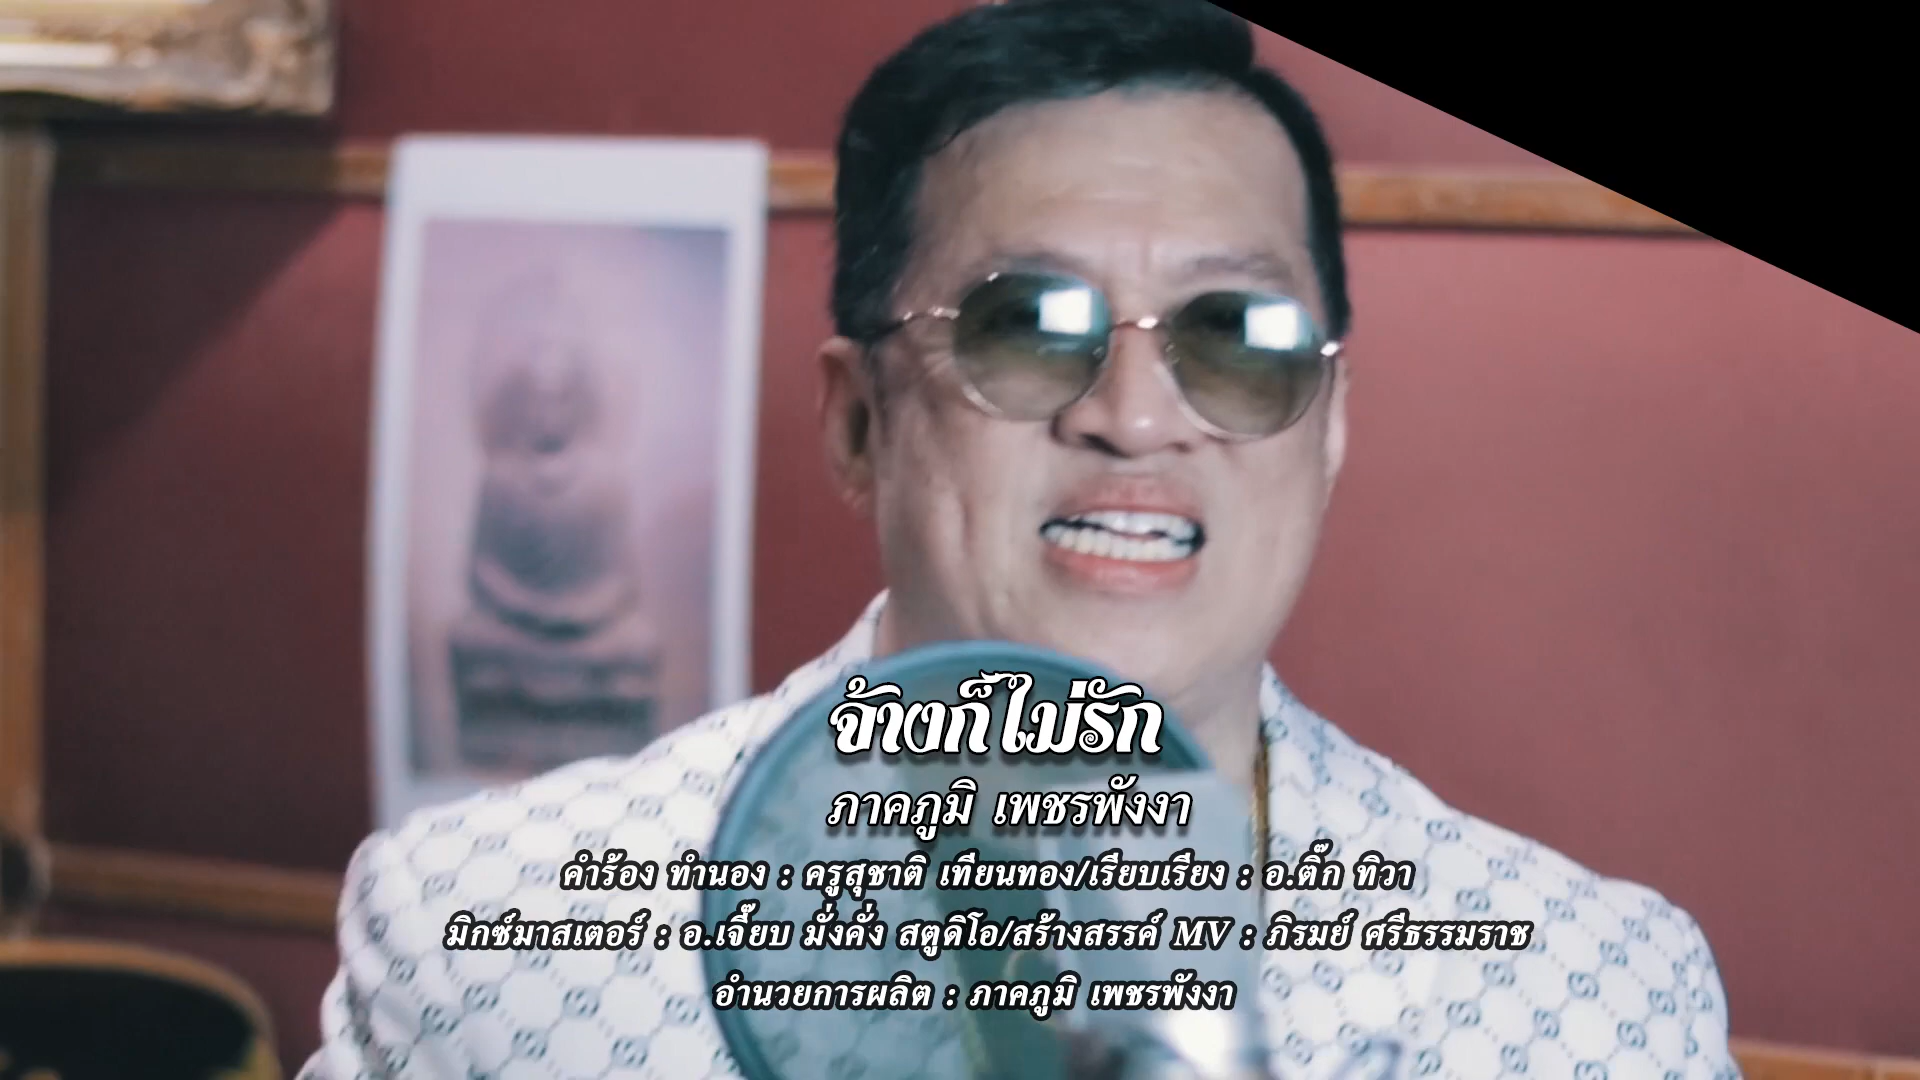 จ้างก็ไม่รัก
ภาคภูมิ เพชรพังงา
คำร้อง ทำนอง : ครูสุชาติ เทียนทอง/เรียบเรียง : อ.ติ๊ก ทิวา
มิกซ์มาสเตอร์ : อ.เจี๊ยบ มั่งคั่ง สตูดิโอ/สร้างสรรค์ MV : ภิรมย์ ศรีธรรมราช
อำนวยการผลิต : ภาคภูมิ เพชรพังงา